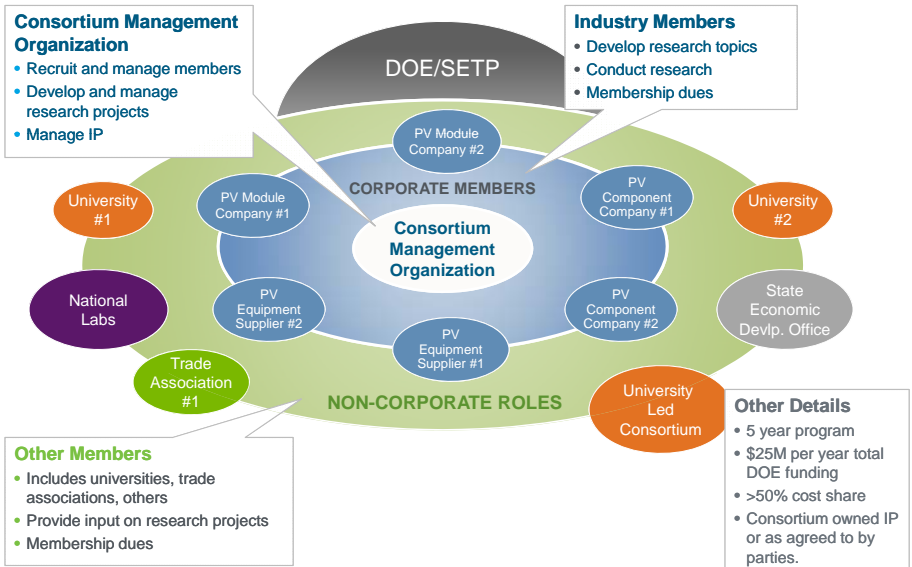 Consortium Management
Organization
• Recruit and manage members
• Develop and manage
research projects
• Manage IP
DOE/SETP
Industry Members
• Develop research topics
• Conduct research
• Membership dues
PV Module
Company #2
CORPORATE MEMBERS
PV Module
Company #1
PV
Component
Company #1
University
#1
University
#2
Consortium
Management
Organization
National
Labs
PV
Equipment
Supplier #2
PV
Component
Company #2
State
Economic
Devlp. Office
PV
Equipment
Supplier #1
Trade
Association
#1
NON-CORPORATE ROLES
University
Led
Consortium
Other Members
• Includes universities, trade
associations, others
• Provide input on research projects
• Membership dues
Other Details
• 5 year program
• $25M per year total
DOE funding
• >50% cost share
• Consortium owned IP
or as agreed to by
parties.